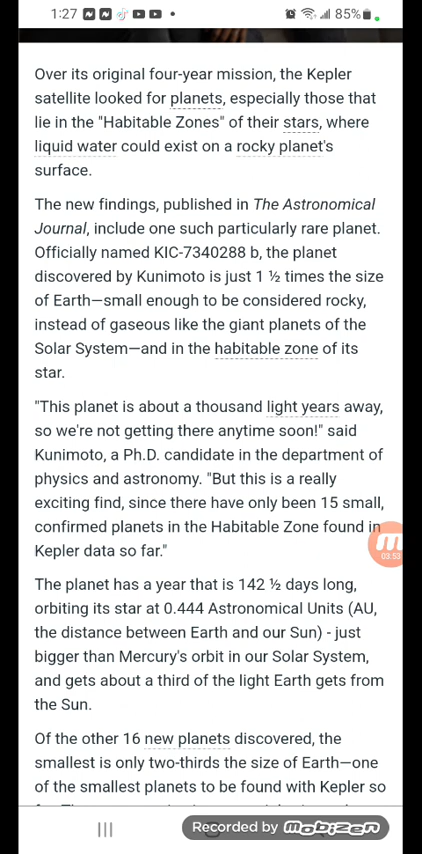 1:27 85%
Over its original four-year mission, the Kepler
satellite looked for planets, especially those that
lie in the "Habitable Zones" of their stars, where
liquid water could exist on a rocky planet's
surface.
The new findings, published in The Astronomical
Journal, include one such particularly rare planet.
Officially named KIC-7340288 b, the planet
discovered by Kunimoto is just 1 ½ times the size
of Earth—small enough to be considered rocky,
instead of gaseous like the giant planets of the
Solar System—and in the habitable zone of its
star.
"This planet is about a thousand light years away,
so we're not getting there anytime soon!" said
Kunimoto, a Ph.D. candidate in the department of
physics and astronomy. "But this is a really
exciting find, since there have only been 15 small,
confirmed planets in the Habitable Zone found in
Kepler data so far."
03:53
The planet has a year that is 142 ½ days long,
orbiting its star at 0.444 Astronomical Units (AU,
the distance between Earth and our Sun) - just
bigger than Mercury's orbit in our Solar System,
and gets about a third of the light Earth gets from
the Sun.
Of the other 16 new planets discovered, the
smallest is only two-thirds the size of Earth—one
of the smallest planets to be found with Kepler so
Recorded by mobizen